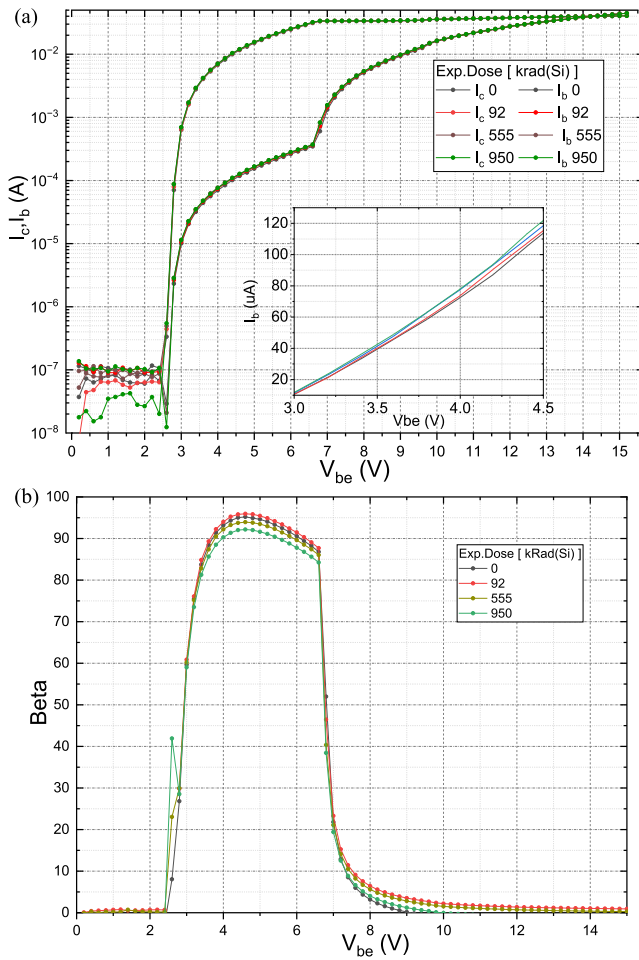 (a)
10⁻²
10⁻³
10⁻⁴
10⁻⁵
10⁻⁶
10⁻⁷
10⁻⁸
I_c,I_b (A)
Exp.Dose [ krad(Si) ]
I_c 0 I_b 0
I_c 92 I_b 92
I_c 555 I_b 555
I_c 950 I_b 950
120
100
80
60
40
20
I_b (uA)
3.0 3.5 4.0 4.5
Vbe (V)
0 1 2 3 4 5 6 7 8 9 10 11 12 13 14 15
V_be (V)
(b)
100
90
80
70
60
50
40
30
20
10
0
Beta
Exp.Dose [ kRad(Si) ]
0
92
555
950
0 2 4 6 8 10 12 14
V_be (V)